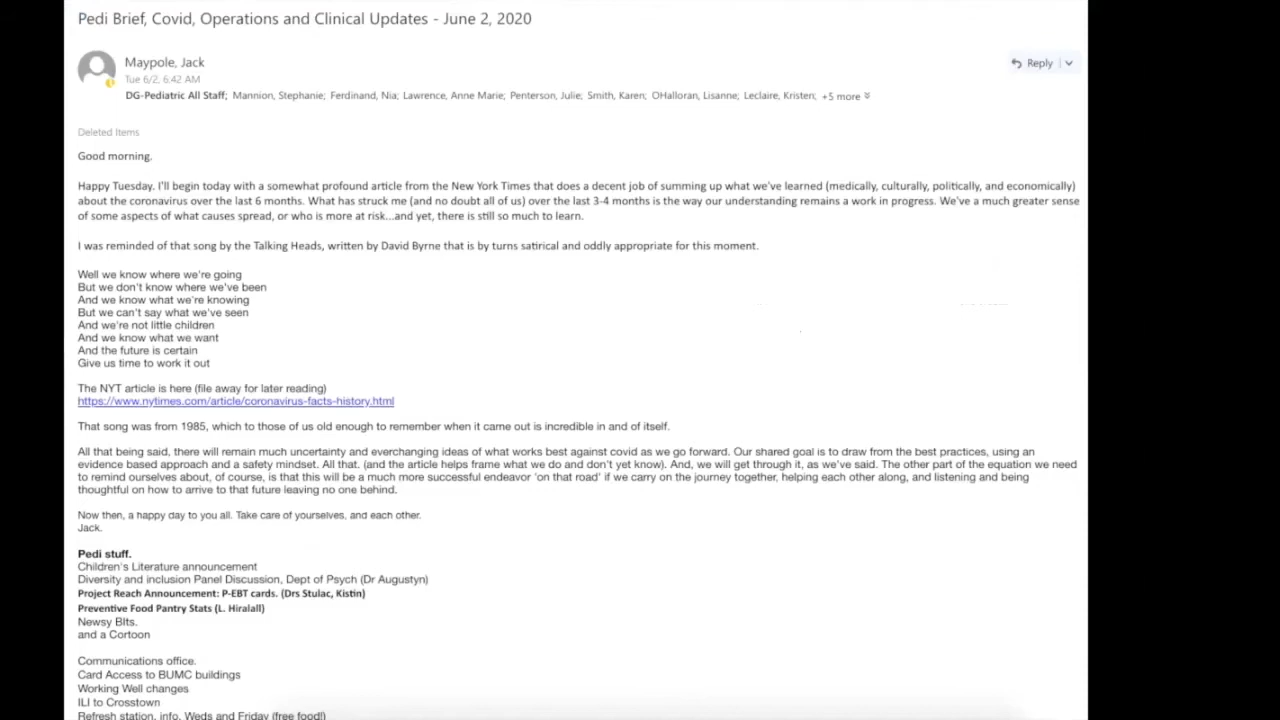 Pedi Brief, Covid, Operations and Clinical Updates - June 2, 2020
Maypole, Jack
Reply
Tue 6/2, 6:42 AM
DG-Pediatric All Staff; Mannion, Stephanie; Ferdinand, Nia; Lawrence, Anne Marie; Penterson, Julie; Smith, Karen; OHalloran, Lisanne; Leclaire, Kristen; +5 more
Deleted Items
Good morning.
Happy Tuesday. I'll begin today with a somewhat profound article from the New York Times that does a decent job of summing up what we've learned (medically, culturally, politically, and economically)
about the coronavirus over the last 6 months. What has struck me (and no doubt all of us) over the last 3-4 months is the way our understanding remains a work in progress. We've a much greater sense
of some aspects of what causes spread, or who is more at risk...and yet, there is still so much to learn.
I was reminded of that song by the Talking Heads, written by David Byrne that is by turns satirical and oddly appropriate for this moment.
Well we know where we're going
But we don't know where we've been
And we know what we're knowing
But we can't say what we've seen
And we're not little children
And we know what we want
And the future is certain
Give us time to work it out
The NYT article is here (file away for later reading)
https://www.nytimes.com/article/coronavirus-facts-history.html
That song was from 1985, which to those of us old enough to remember when it came out is incredible in and of itself.
All that being said, there will remain much uncertainty and everchanging ideas of what works best against covid as we go forward. Our shared goal is to draw from the best practices, using an
evidence based approach and a safety mindset. All that. (and the article helps frame what we do and don't yet know). And, we will get through it, as we've said. The other part of the equation we need
to remind ourselves about, of course, is that this will be a much more successful endeavor 'on that road' if we carry on the journey together, helping each other along, and listening and being
thoughtful on how to arrive to that future leaving no one behind.
Now then, a happy day to you all. Take care of yourselves, and each other.
Jack.
Pedi stuff.
Children's Literature announcement
Diversity and inclusion Panel Discussion, Dept of Psych (Dr Augustyn)
Project Reach Announcement: P-EBT cards. (Drs Stulac, Kistin)
Preventive Food Pantry Stats (L. Hiralall)
Newsy BIts.
and a Cortoon
Communications office.
Card Access to BUMC buildings
Working Well changes
ILI to Crosstown
Refresh station, info, Weds and Friday (free food!)